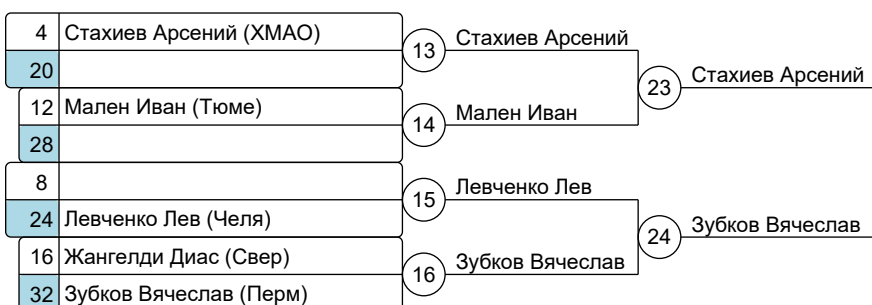 4 Стахиев Арсений (ХМАО)
20
13 Стахиев Арсений
12 Мален Иван (Тюме)
28
14 Мален Иван
23 Стахиев Арсений
8
24 Левченко Лев (Челя)
15 Левченко Лев
16 Жангелди Диас (Свер)
32 Зубков Вячеслав (Перм)
16 Зубков Вячеслав
24 Зубков Вячеслав